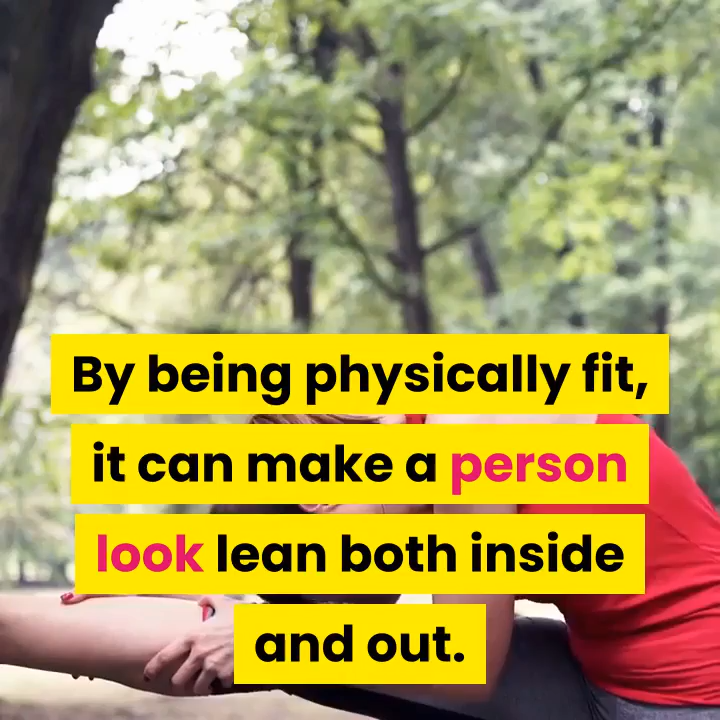 By being physically fit,
it can make a person
look lean both inside
and out.